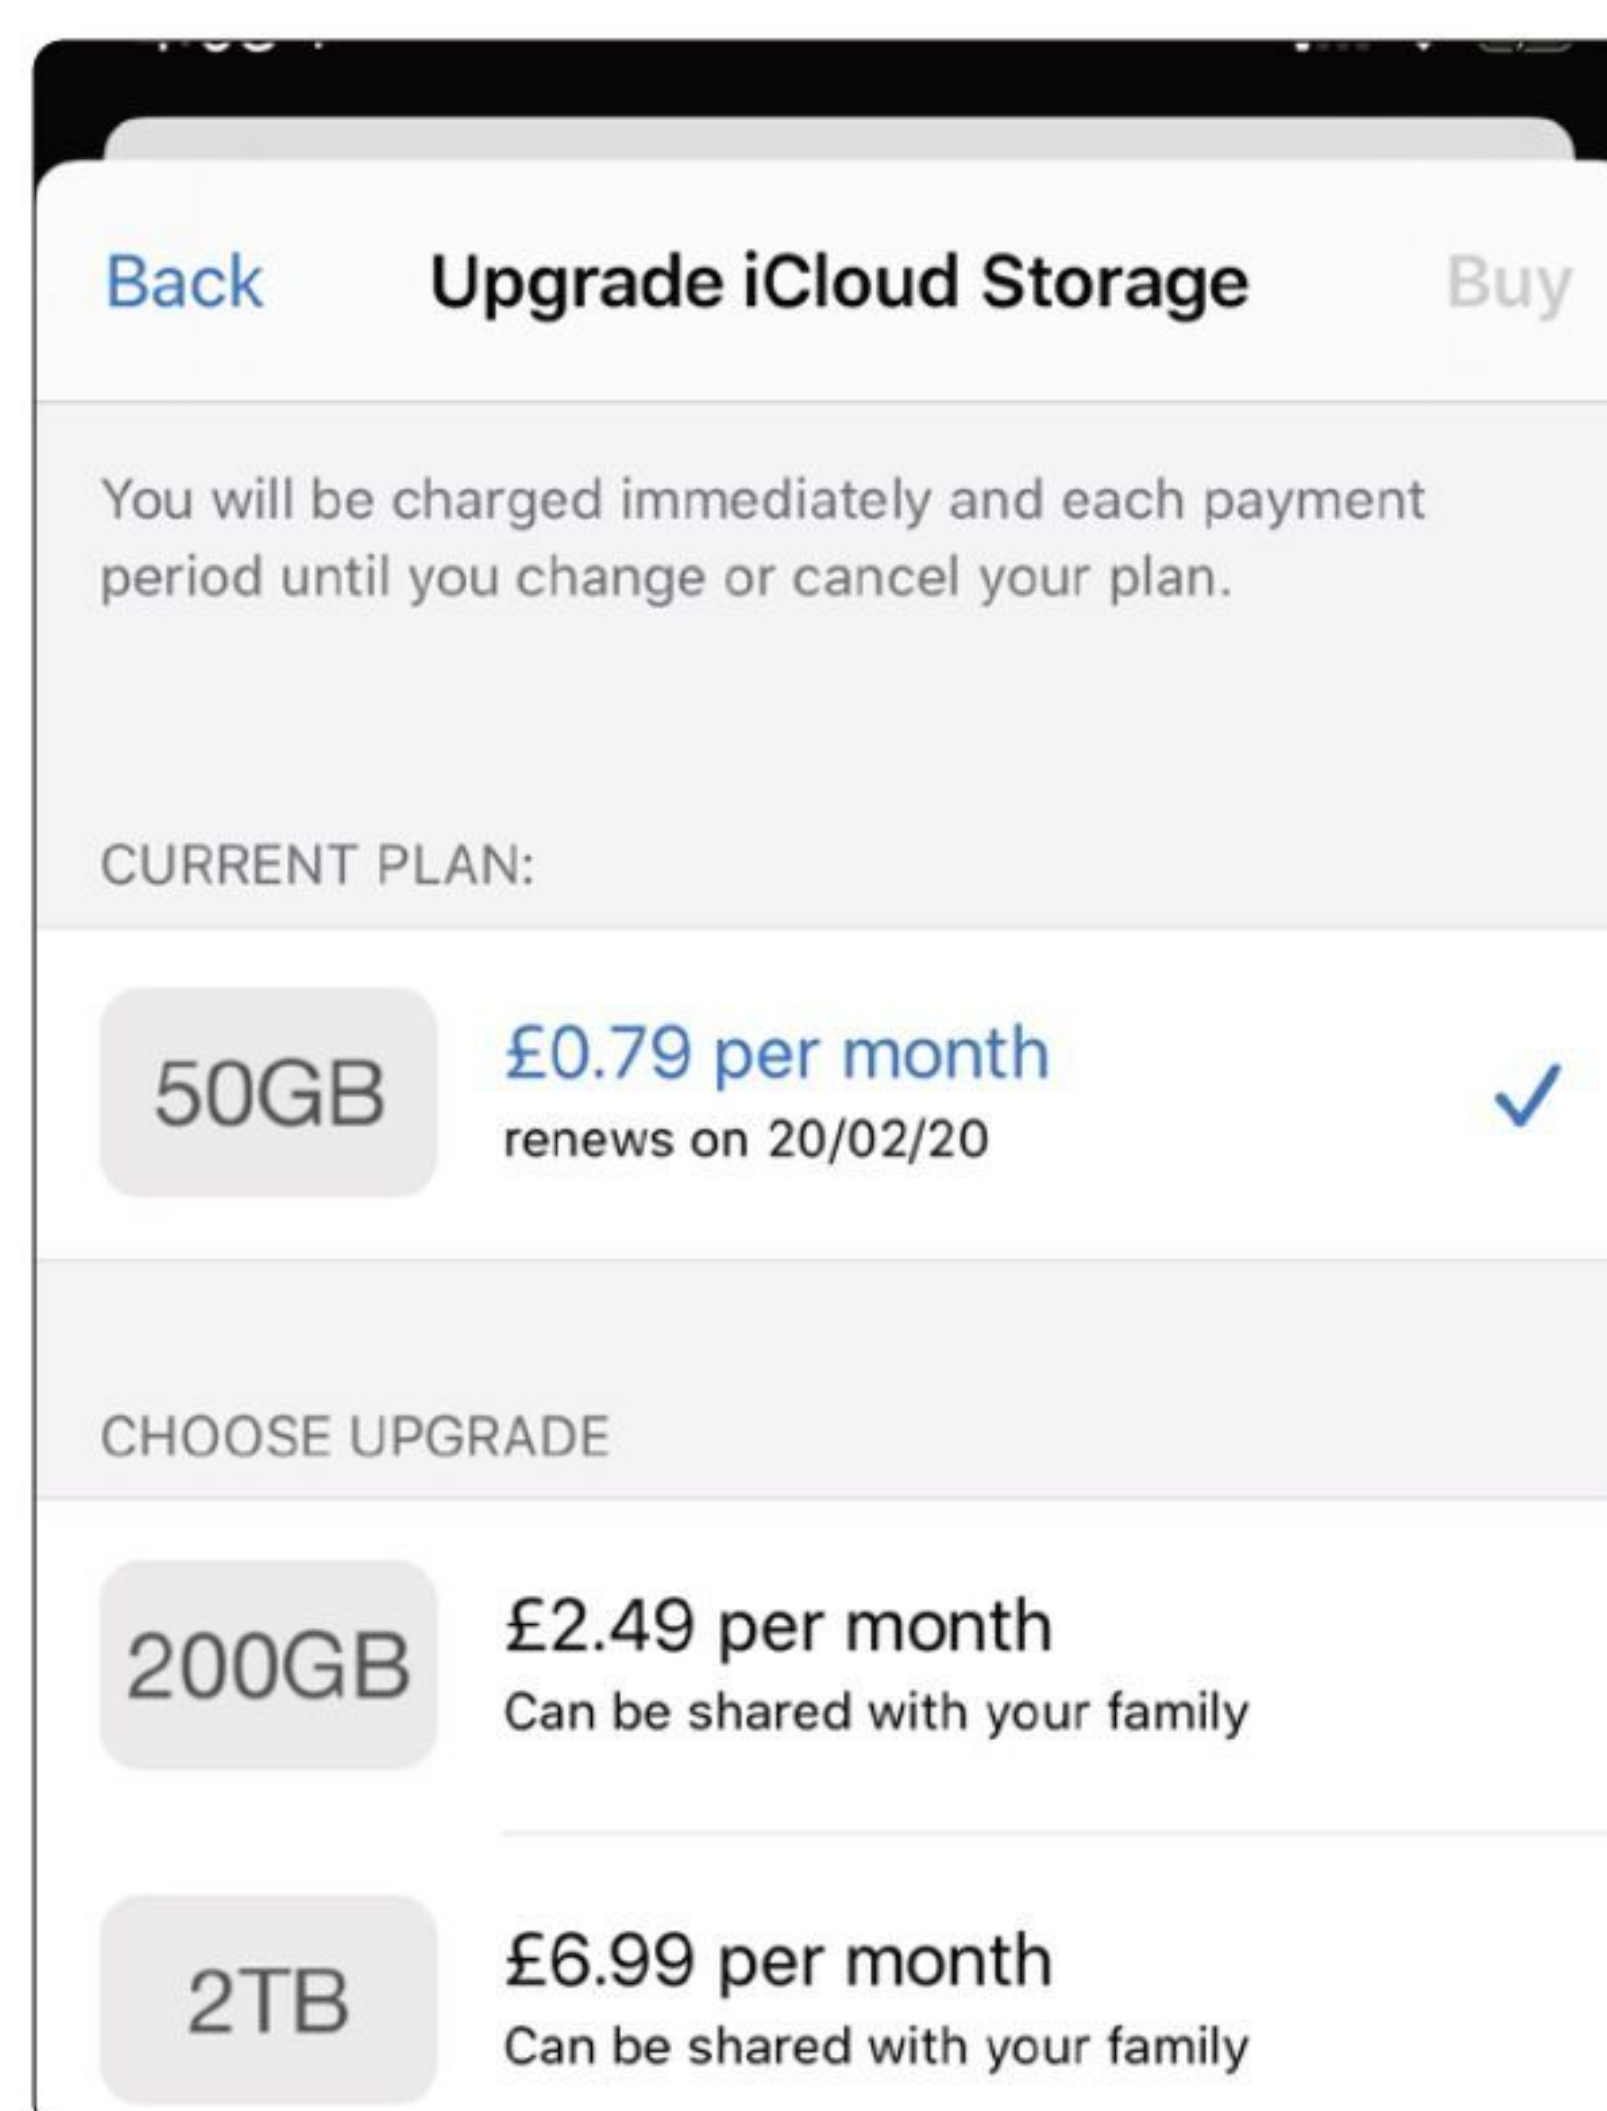 Back Upgrade iCloud Storage Buy
You will be charged immediately and each payment
period until you change or cancel your plan.
CURRENT PLAN:
50GB £0.79 per month
renews on 20/02/20
CHOOSE UPGRADE
200GB £2.49 per month
Can be shared with your family
2TB £6.99 per month
Can be shared with your family